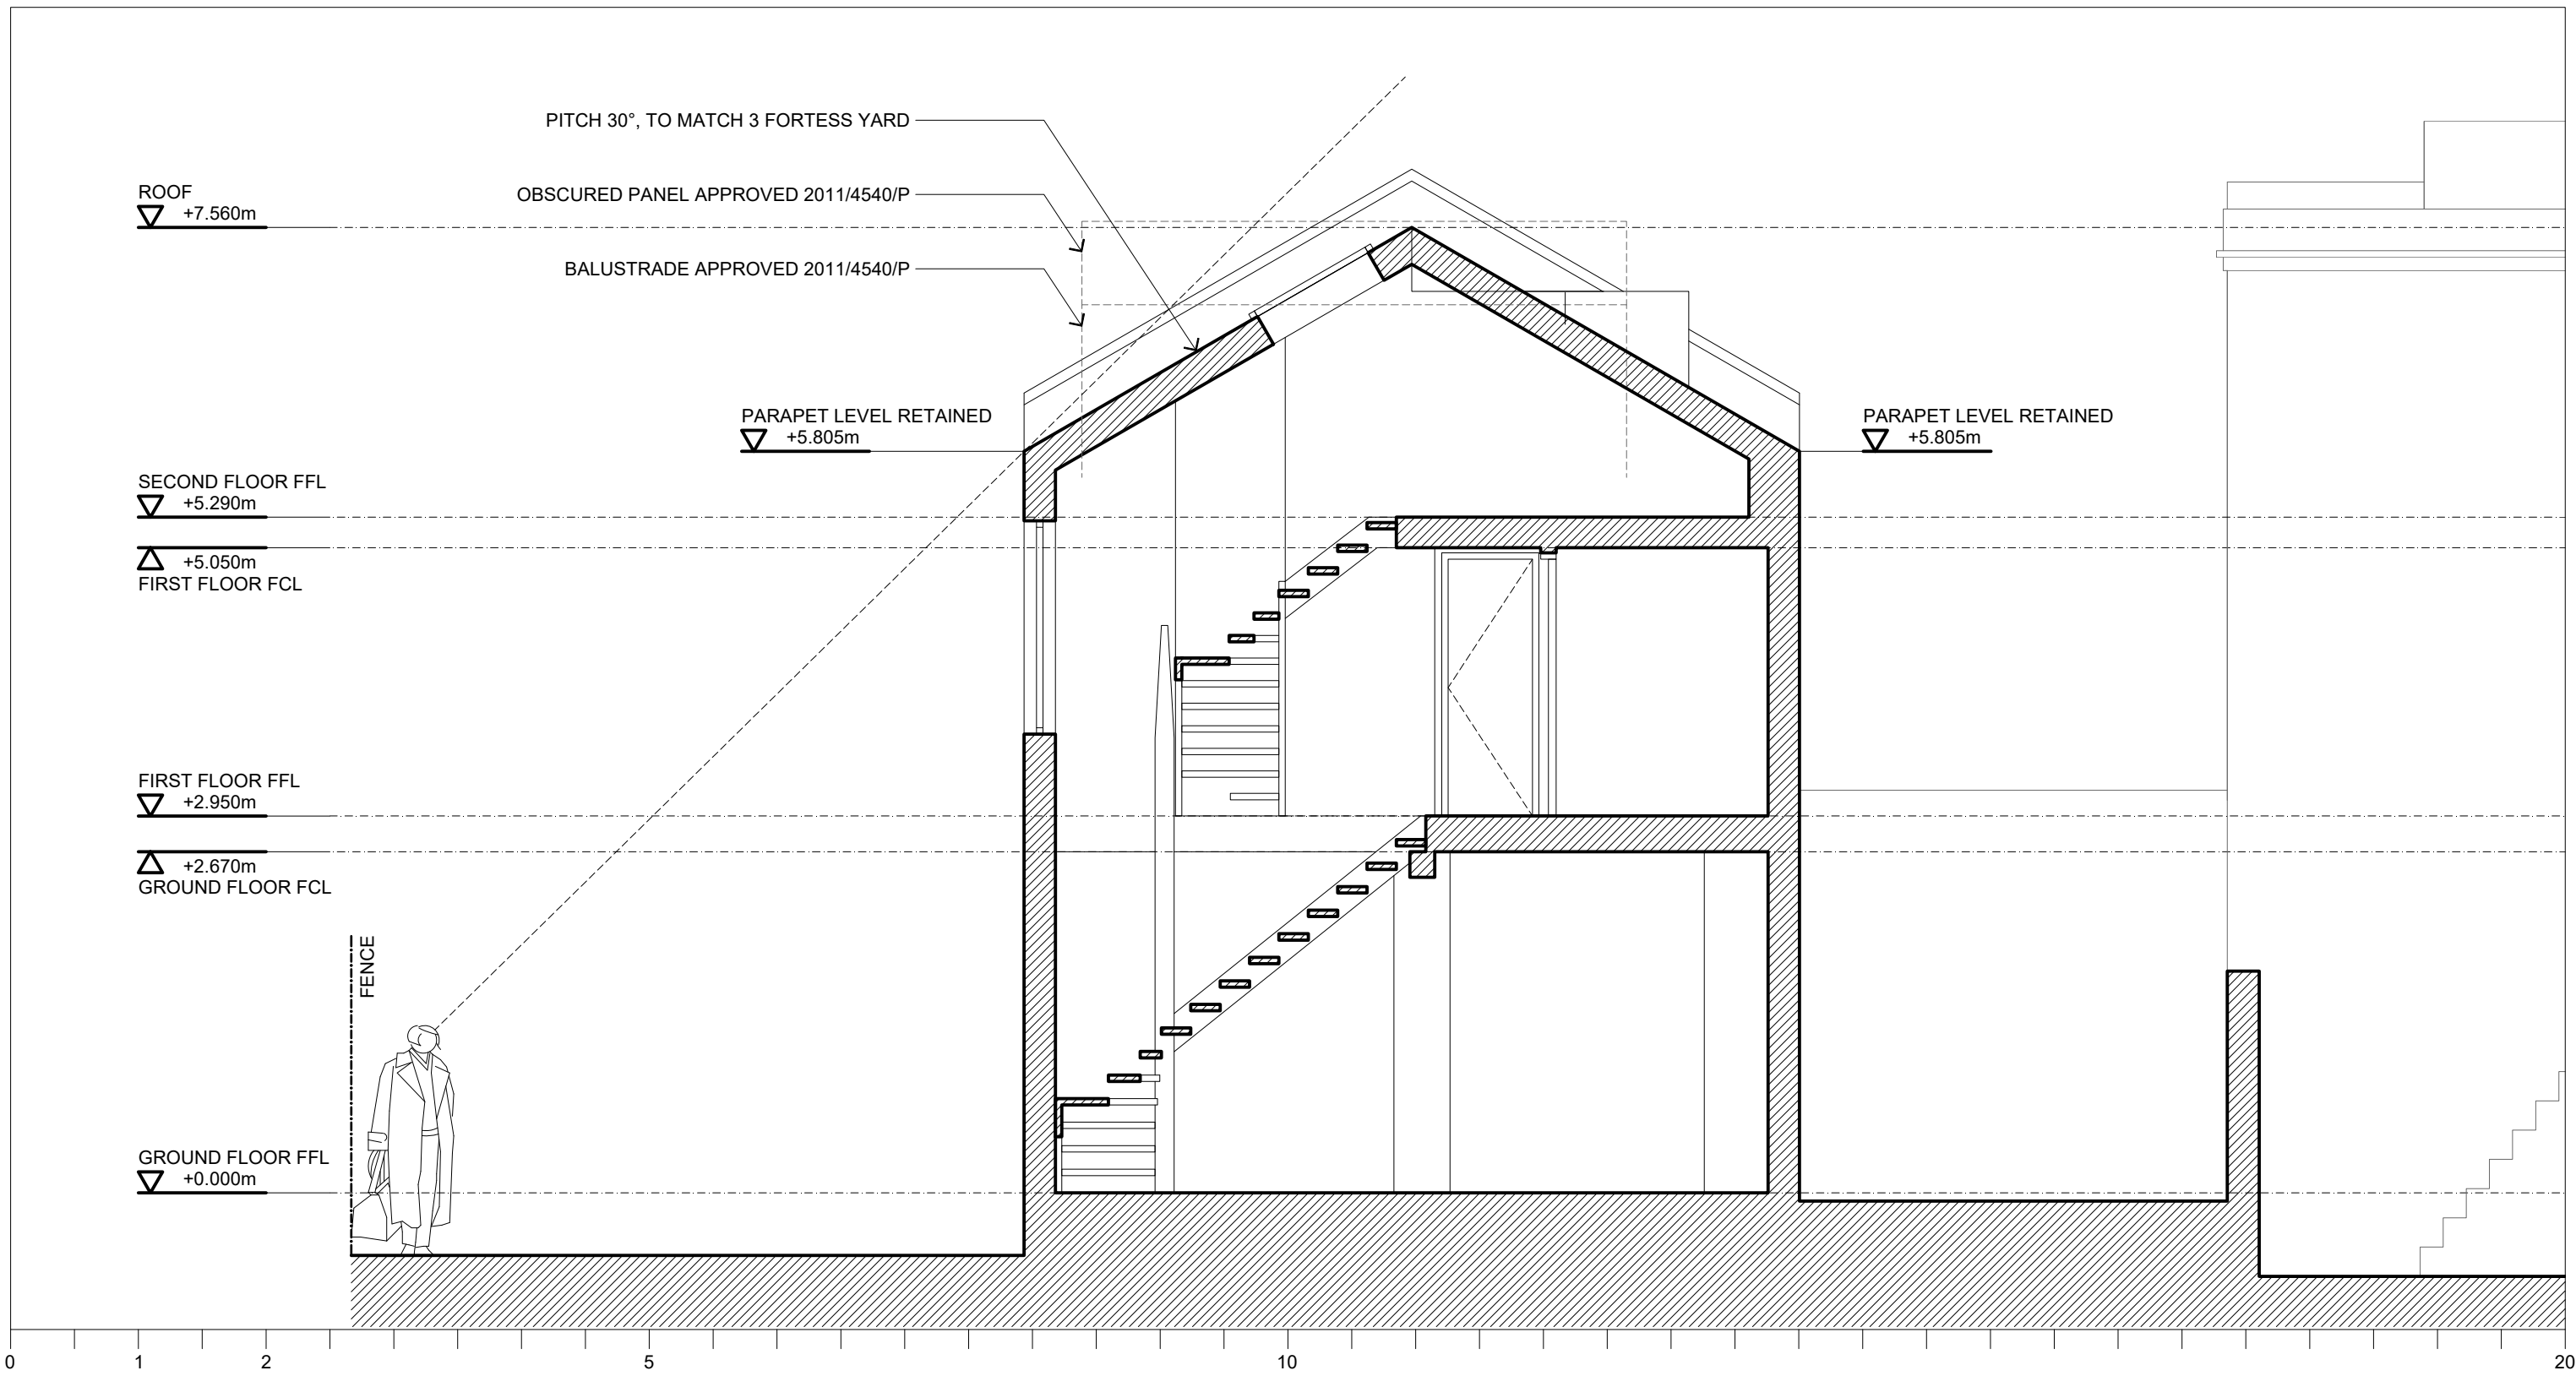 PITCH 30°, TO MATCH 3 FORTESS YARD
OBSCURED PANEL APPROVED 2011/4540/P
BALUSTRADE APPROVED 2011/4540/P
ROOF
+7.560m
PARAPET LEVEL RETAINED
+5.805m
PARAPET LEVEL RETAINED
+5.805m
SECOND FLOOR FFL
+5.290m
+5.050m
FIRST FLOOR FCL
FIRST FLOOR FFL
+2.950m
+2.670m
GROUND FLOOR FCL
FENCE
GROUND FLOOR FFL
+0.000m
0 1 2 5 10 20